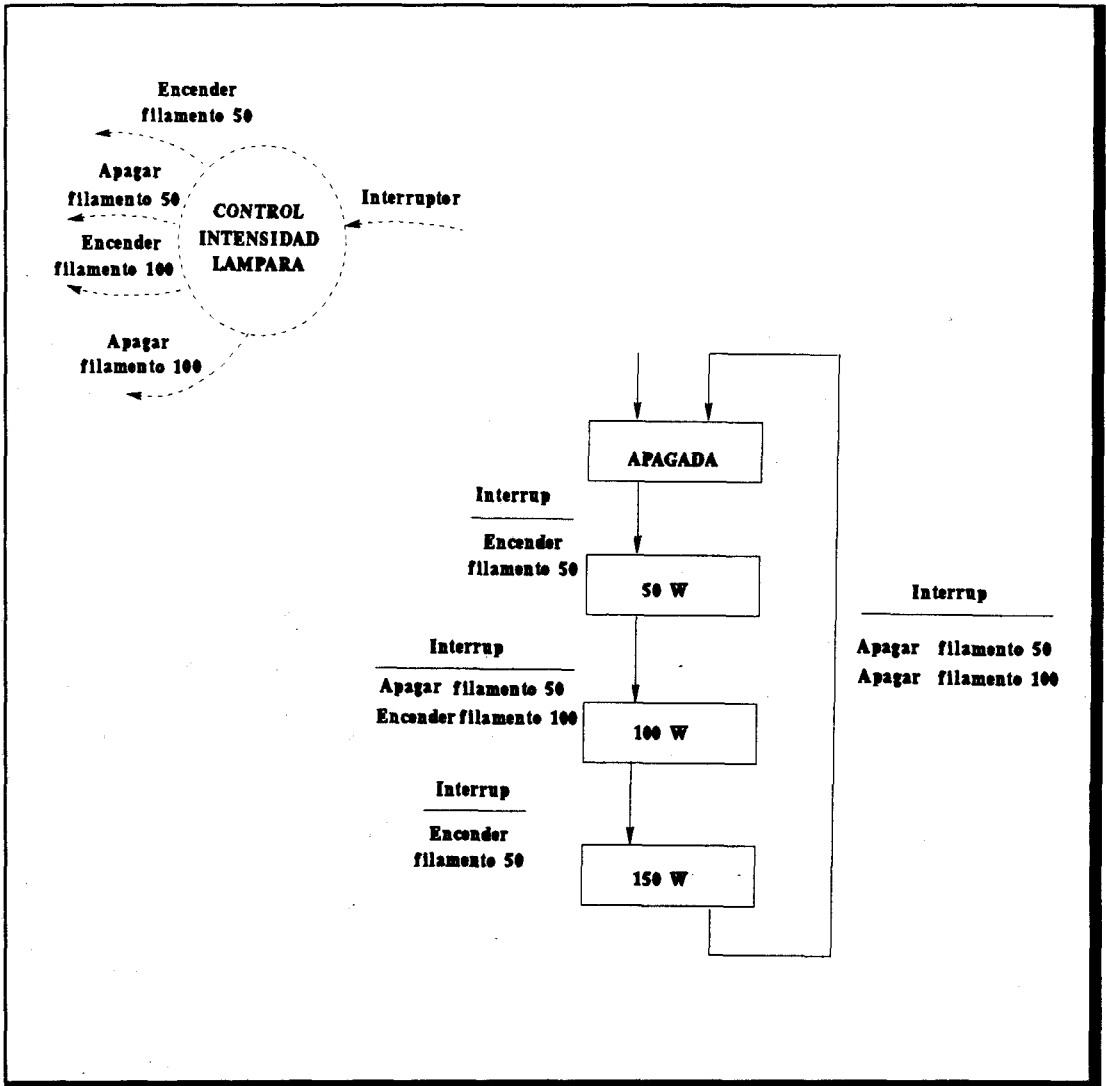 Encender
filamento 50
Apagar
filamento 50
Encender
filamento 100
Apagar
filamento 100
CONTROL
INTENSIDAD
LAMPARA
Interruptor
APAGADA
Interrup
Encender
filamento 50
50 W
Interrup
Apagar filamento 50
Encender filamento 100
100 W
Interrup
Encender
filamento 50
150 W
Interrup
Apagar filamento 50
Apagar filamento 100